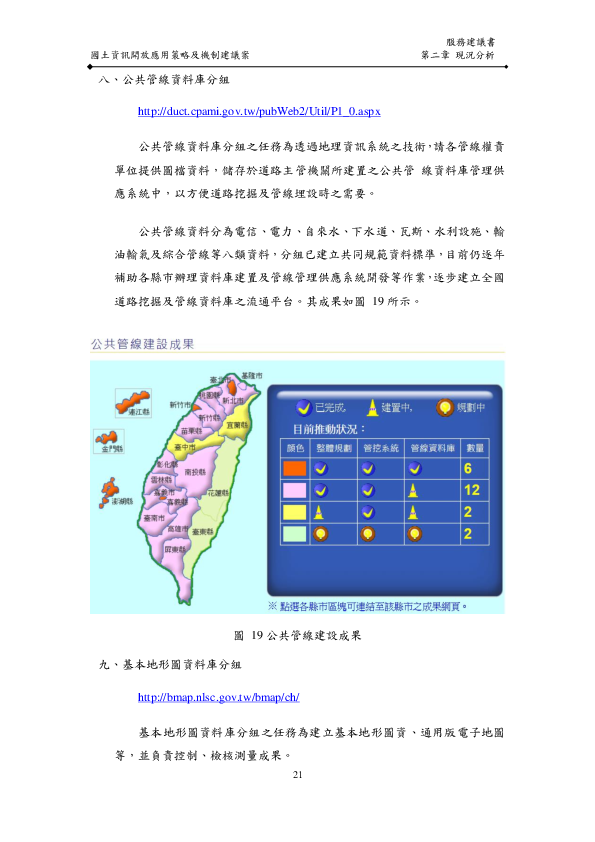 服務建議書
國土資訊開放應用策略及機制建議案 第二章 現況分析
八、公共管線資料庫分組
http://duct.cpami.gov.tw/pubWeb2/Util/P1_0.aspx
公共管線資料庫分組之任務為透過地理資訊系統之技術，請各管線權責
單位提供圖檔資料，儲存於道路主管機關所建置之公共管 線資料庫管理供
應系統中，以方便道路挖掘及管線埋設時之需要。
公共管線資料分為電信、電力、自來水、下水道、瓦斯、水利設施、輸
油輸氣及綜合管線等八類資料，分組已建立共同規範資料標準，目前仍逐年
補助各縣市辦理資料庫建置及管線管理供應系統開發等作業，逐步建立全國
道路挖掘及管線資料庫之流通平台。其成果如圖 19 所示。
公共管線建設成果
臺北市
基隆市
桃園縣
新北市
新竹市
連江縣
新竹縣
宜蘭縣
苗栗縣
金門縣
臺中市
彰化縣
南投縣
雲林縣
花蓮縣
嘉義市
澎湖縣
嘉義縣
臺南市
高雄市
臺東縣
屏東縣
已完成, 建置中, 規劃中
目前推動狀況：
顏色 整體規劃 管挖系統 管線資料庫 數量
6
12
2
2
※ 點選各縣市區塊可連結至該縣市之成果網頁。
圖 19 公共管線建設成果
九、基本地形圖資料庫分組
http://bmap.nlsc.gov.tw/bmap/ch/
基本地形圖資料庫分組之任務為建立基本地形圖資、通用版電子地圖
等，並負責控制、檢核測量成果。
21